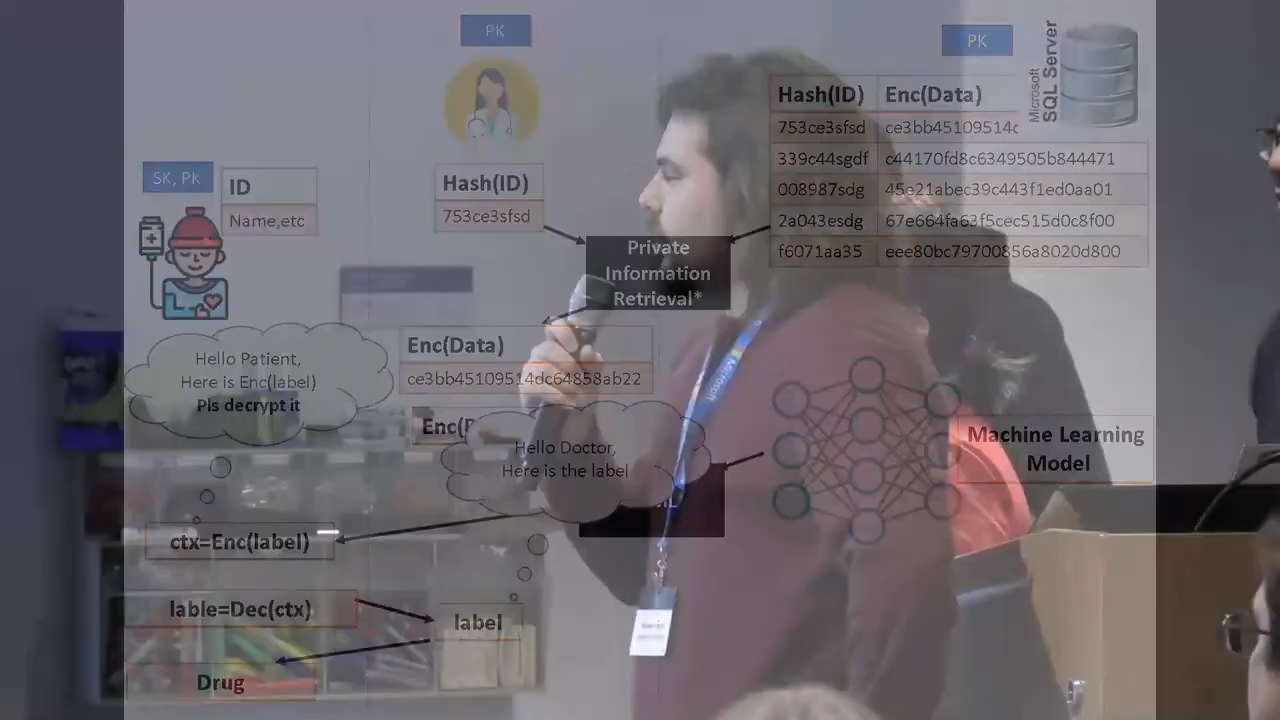 PK
PK
Microsoft
SQL Server
Hash(ID)
Enc(Data)
753ce3sfsd
ce3bb45109514c
339c44sgdf
c44170fd8c6349505b844471
008987sdg
45e21abec39c443f1ed0aa01
2a043esdg
67e664fa63f5cec515d0c8f00
f6071aa35
eee80bc79700856a8020d800
SK, PK
ID
Name,etc
Hash(ID)
753ce3sfsd
Private
Information
Retrieval*
Enc(Data)
ce3bb45109514dc64858ab22
Hello Patient,
Here is Enc(label)
Pls decrypt it
Hello Doctor,
Here is the label
Machine Learning
Model
Microsoft
ctx=Enc(label)
lable=Dec(ctx)
label
Drug